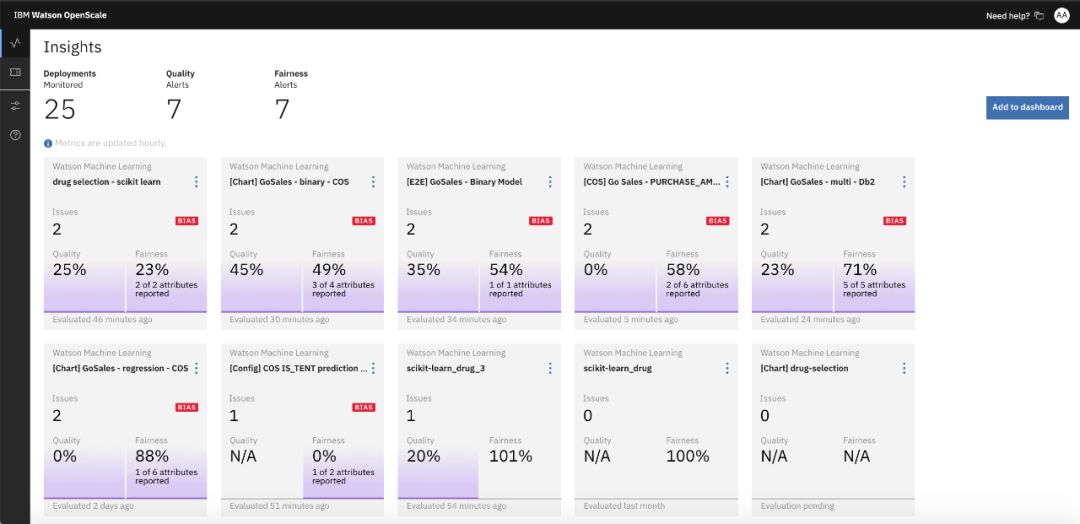 IBM Watson OpenScale
Need help?
AA
Insights
Deployments
Monitored
25
Quality
Alerts
7
Fairness
Alerts
7
Add to dashboard
Metrics are updated hourly.
Watson Machine Learning
drug selection - scikit learn
Issues
2
BIAS
Quality
25%
Fairness
23%
2 of 2 attributes
reported
Evaluated 46 minutes ago
Watson Machine Learning
[Chart] GoSales - binary - COS
Issues
2
BIAS
Quality
45%
Fairness
49%
3 of 4 attributes
reported
Evaluated 30 minutes ago
Watson Machine Learning
[E2E] GoSales - Binary Model
Issues
2
BIAS
Quality
35%
Fairness
54%
1 of 1 attributes
reported
Evaluated 34 minutes ago
Watson Machine Learning
[COS] Go Sales - PURCHASE_AM...
Issues
2
BIAS
Quality
0%
Fairness
58%
2 of 6 attributes
reported
Evaluated 5 minutes ago
Watson Machine Learning
[Chart] GoSales - multi - Db2
Issues
2
BIAS
Quality
23%
Fairness
71%
5 of 5 attributes
reported
Evaluated 24 minutes ago
Watson Machine Learning
[Chart] GoSales - regression - COS
Issues
2
BIAS
Quality
0%
Fairness
88%
1 of 6 attributes
reported
Evaluated 2 days ago
Watson Machine Learning
[Config] COS IS_TENT prediction ...
Issues
1
BIAS
Quality
N/A
Fairness
0%
1 of 2 attributes
reported
Evaluated 51 minutes ago
Watson Machine Learning
scikit-learn_drug_3
Issues
1
Quality
20%
Fairness
101%
Evaluated 54 minutes ago
Watson Machine Learning
scikit-learn_drug
Issues
0
Quality
N/A
Fairness
100%
Evaluated last month
Watson Machine Learning
[Chart] drug-selection
Issues
0
Quality
N/A
Fairness
N/A
Evaluation pending